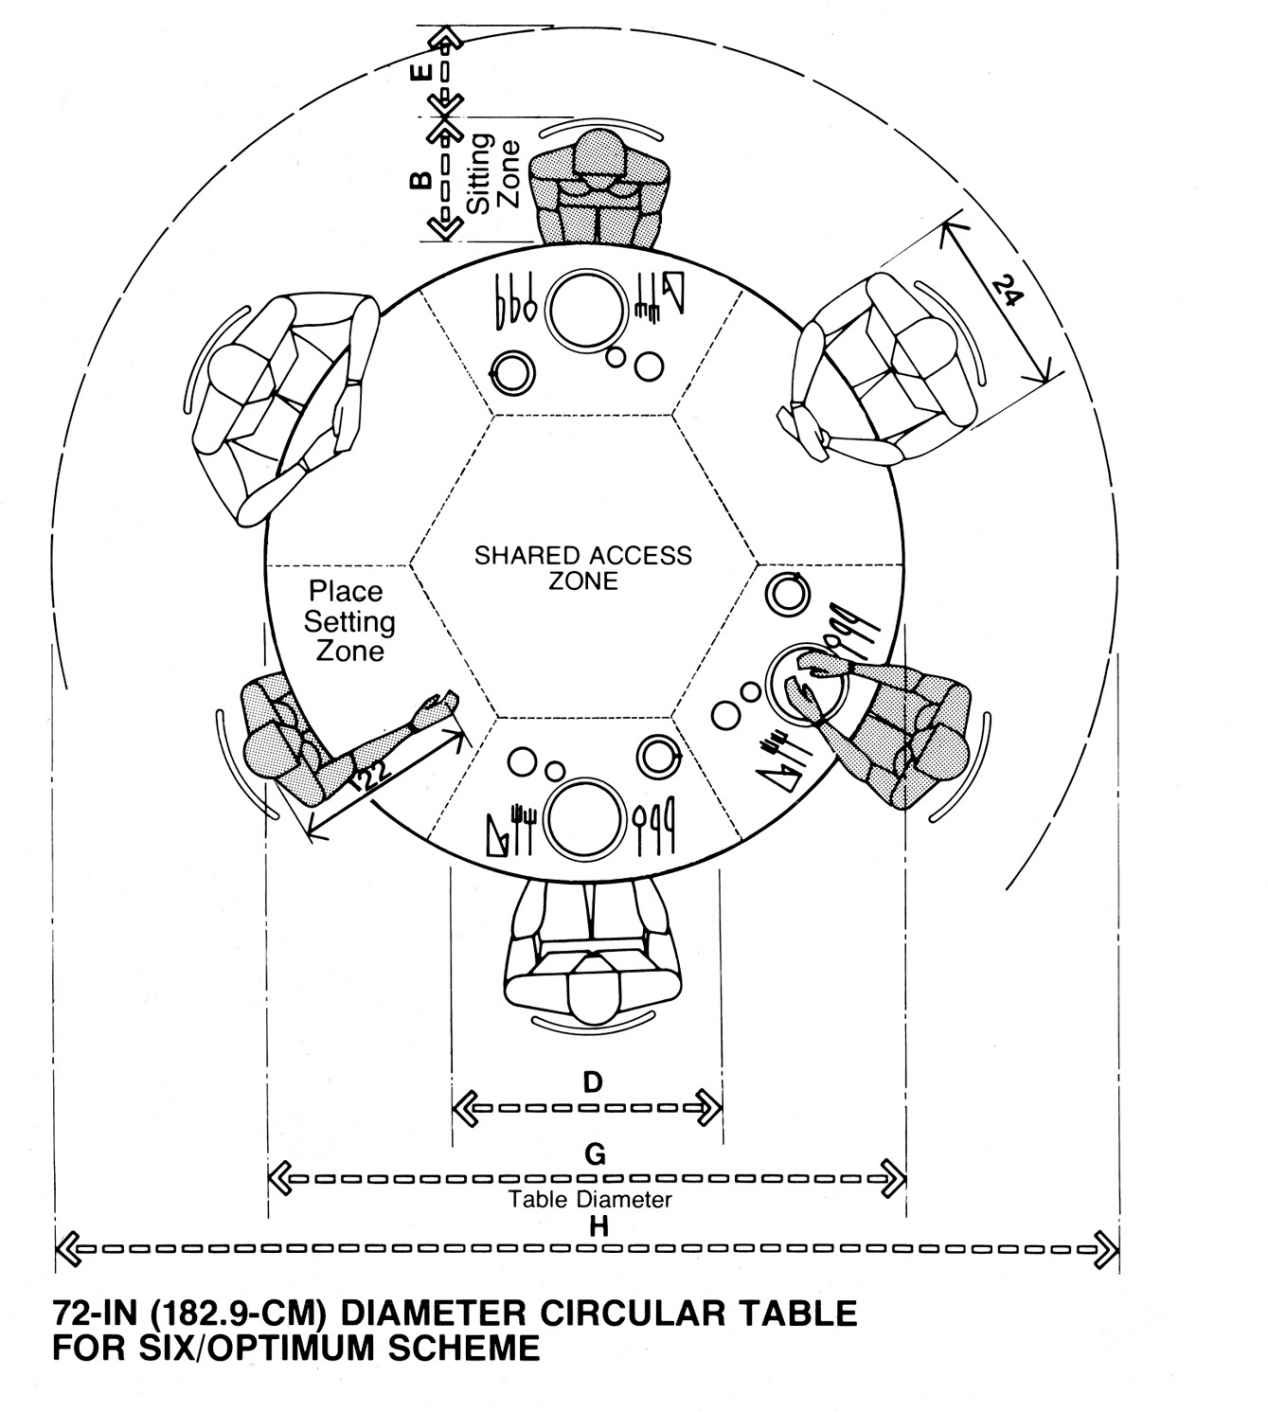 E
B
Sitting
Zone
24
SHARED ACCESS
ZONE
Place
Setting
Zone
22
D
G
Table Diameter
H
72-IN (182.9-CM) DIAMETER CIRCULAR TABLE
FOR SIX/OPTIMUM SCHEME